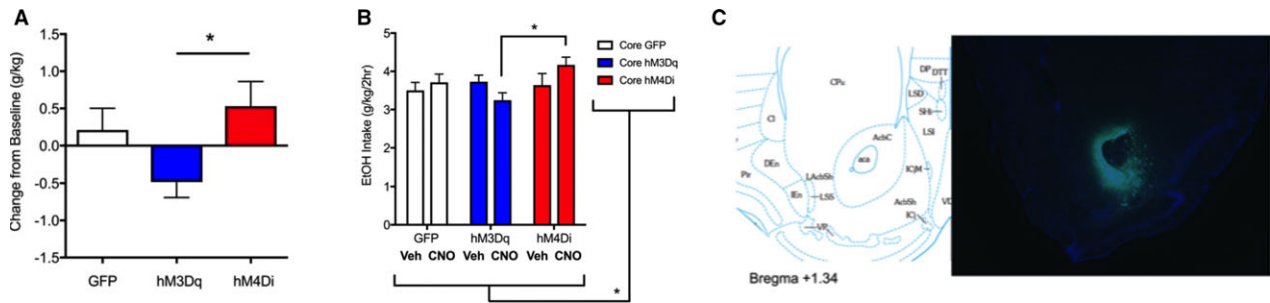 A
Change from Baseline (g/kg)
1.5
1.0
0.5
0.0
-0.5
-1.0
-1.5
*
GFP hM3Dq hM4Di
B
EtOH Intake (g/kg/2hr)
5
4
3
2
1
0
*
Core GFP
Core hM3Dq
Core hM4Di
GFP hM3Dq hM4Di
Veh CNO Veh CNO Veh CNO
*
C
CPu
DP DTT
LSD
SHi
LSI
Cl
AcbC
aca
DEn
ICjM
Pir
LAcbSh
IEn
LSS
AcbSh
ICj
VP
Bregma +1.34